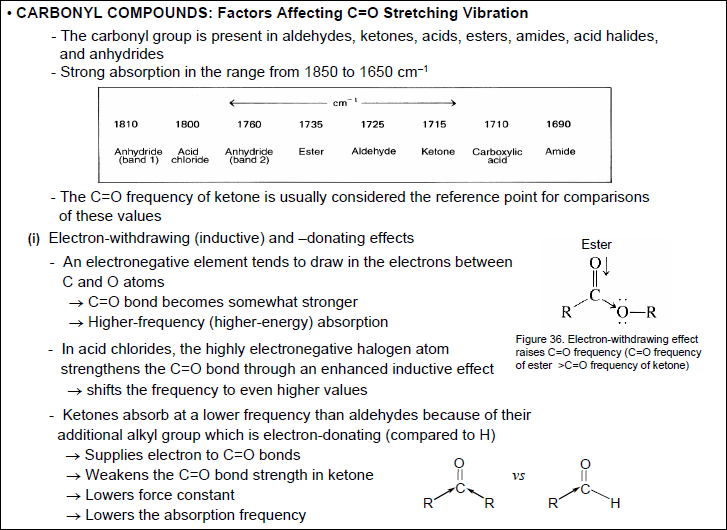 • CARBONYL COMPOUNDS: Factors Affecting C=O Stretching Vibration
- The carbonyl group is present in aldehydes, ketones, acids, esters, amides, acid halides,
and anhydrides
- Strong absorption in the range from 1850 to 1650 cm–1
cm–1
1810 1800 1760 1735 1725 1715 1710 1690
Anhydride Acid Anhydride Ester Aldehyde Ketone Carboxylic Amide
(band 1) chloride (band 2) acid
- The C=O frequency of ketone is usually considered the reference point for comparisons
of these values
(i) Electron-withdrawing (inductive) and –donating effects
- An electronegative element tends to draw in the electrons between
C and O atoms
→ C=O bond becomes somewhat stronger
→ Higher-frequency (higher-energy) absorption
Ester
O
C
R O—R
Figure 36. Electron-withdrawing effect
raises C=O frequency (C=O frequency
of ester >C=O frequency of ketone)
- In acid chlorides, the highly electronegative halogen atom
strengthens the C=O bond through an enhanced inductive effect
→ shifts the frequency to even higher values
- Ketones absorb at a lower frequency than aldehydes because of their
additional alkyl group which is electron-donating (compared to H)
→ Supplies electron to C=O bonds
→ Weakens the C=O bond strength in ketone
→ Lowers force constant
→ Lowers the absorption frequency
O O
C vs C
R R R H